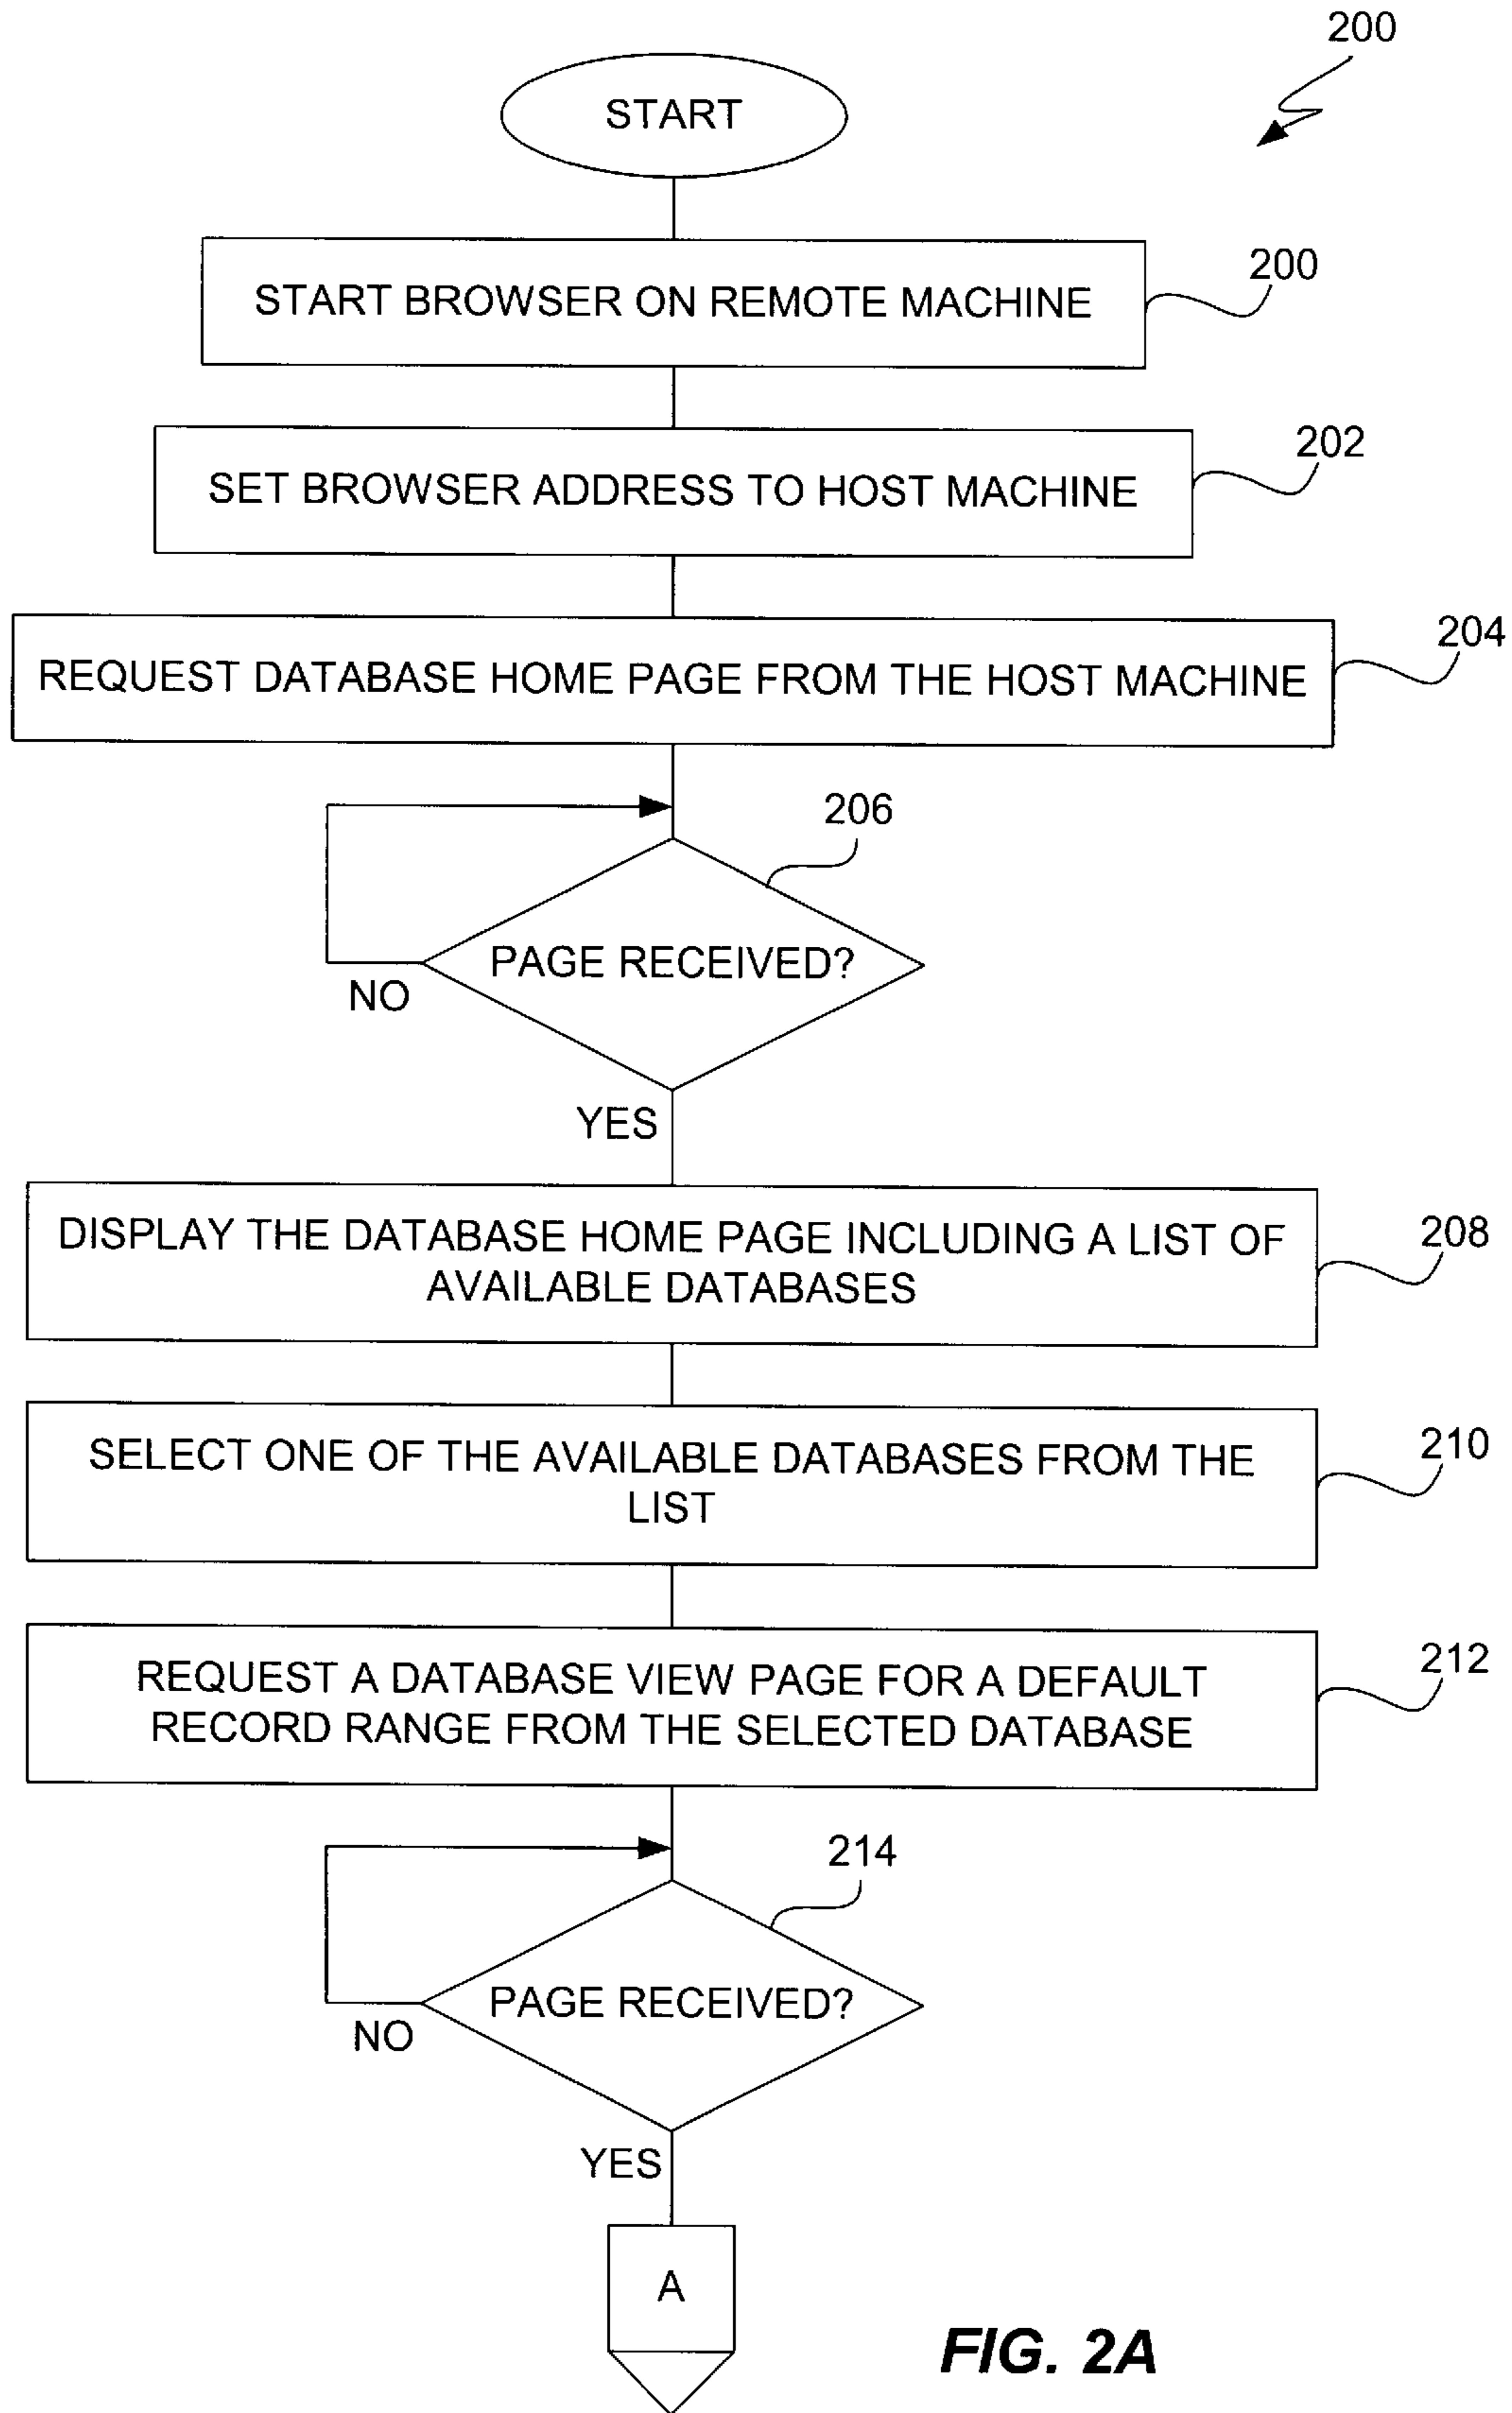 200
START
START BROWSER ON REMOTE MACHINE
200
SET BROWSER ADDRESS TO HOST MACHINE
202
REQUEST DATABASE HOME PAGE FROM THE HOST MACHINE
204
206
PAGE RECEIVED?
NO
YES
DISPLAY THE DATABASE HOME PAGE INCLUDING A LIST OF
AVAILABLE DATABASES
208
SELECT ONE OF THE AVAILABLE DATABASES FROM THE
LIST
210
REQUEST A DATABASE VIEW PAGE FOR A DEFAULT
RECORD RANGE FROM THE SELECTED DATABASE
212
214
PAGE RECEIVED?
NO
YES
A
FIG. 2A